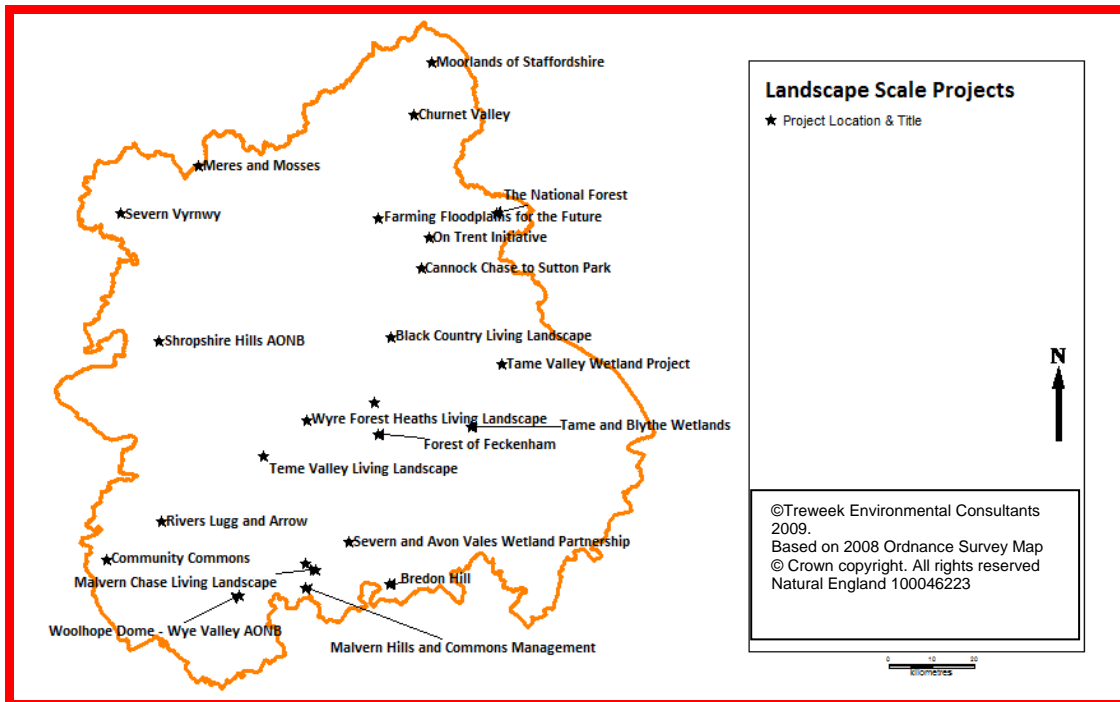 Moorlands of Staffordshire
Churnet Valley
Meres and Mosses
The National Forest
Severn Vyrnwy
Farming Floodplains for the Future
On Trent Initiative
Cannock Chase to Sutton Park
Black Country Living Landscape
Shropshire Hills AONB
Tame Valley Wetland Project
Wyre Forest Heaths Living Landscape
Tame and Blythe Wetlands
Forest of Feckenham
Teme Valley Living Landscape
Rivers Lugg and Arrow
Severn and Avon Vales Wetland Partnership
Community Commons
Malvern Chase Living Landscape
Bredon Hill
Woolhope Dome - Wye Valley AONB
Malvern Hills and Commons Management
Landscape Scale Projects
Project Location & Title
N
©Treweek Environmental Consultants
2009.
Based on 2008 Ordnance Survey Map
© Crown copyright. All rights reserved
Natural England 100046223
0 10 20
kilometres